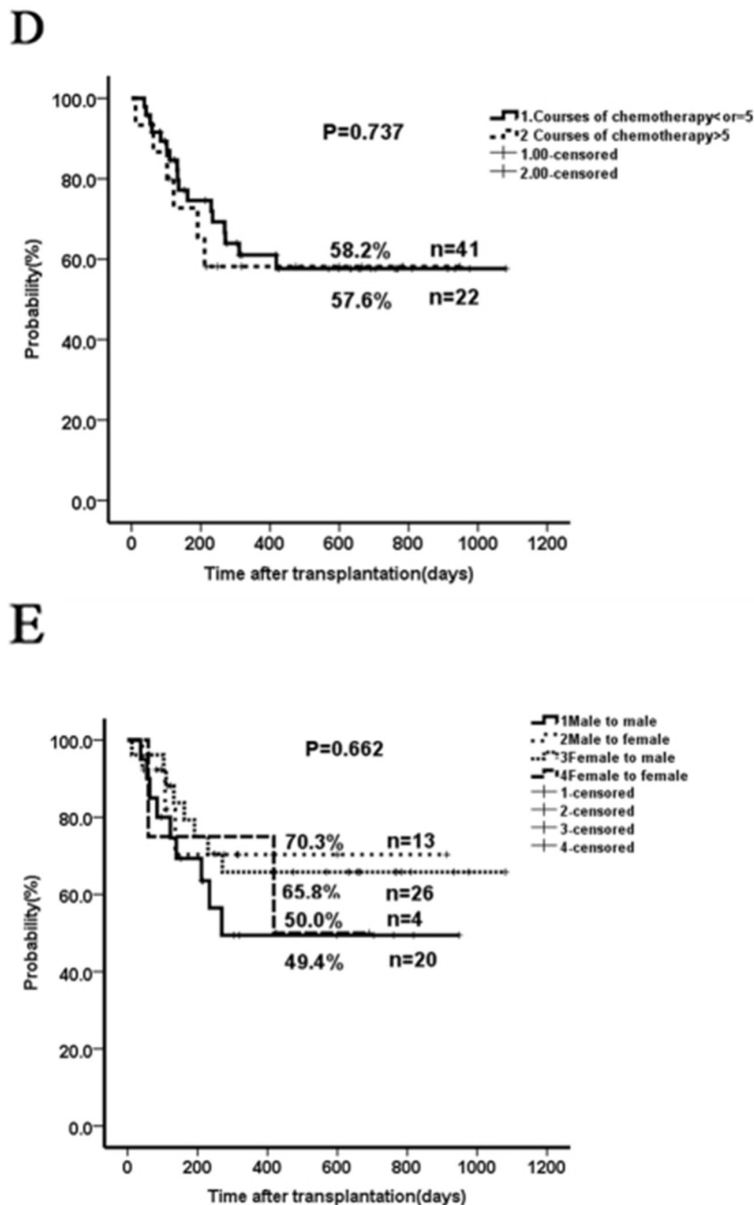 D
100.0
80.0
60.0
40.0
20.0
0.0
Probability(%)
P=0.737
1.Courses of chemotherapy<or=5
2 Courses of chemotherapy>5
1.00-censored
2.00-censored
58.2% n=41
57.6% n=22
0 200 400 600 800 1000 1200
Time after transplantation(days)
E
100.0
80.0
60.0
40.0
20.0
0.0
Probability(%)
P=0.662
1Male to male
2Male to female
3Female to male
4Female to female
1-censored
2-censored
3-censored
4-censored
70.3% n=13
65.8% n=26
50.0% n=4
49.4% n=20
0 200 400 600 800 1000 1200
Time after transplantation(days)